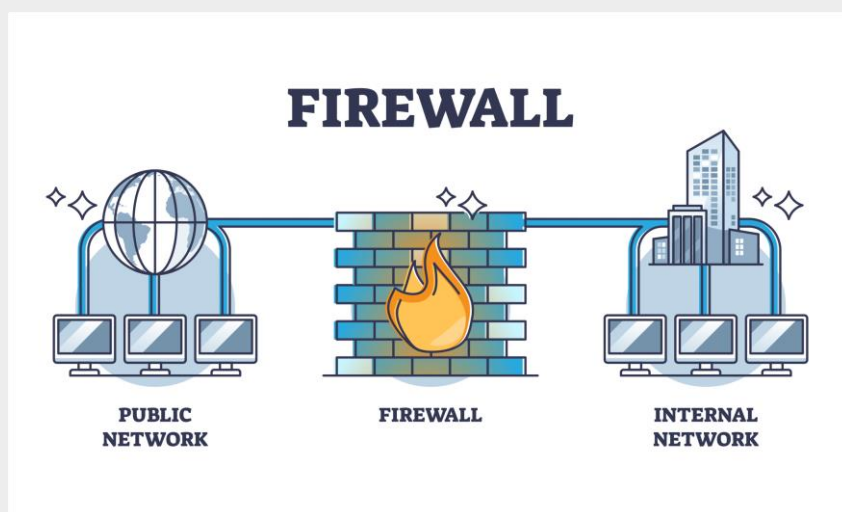 FIREWALL
PUBLIC
NETWORK
FIREWALL
INTERNAL
NETWORK